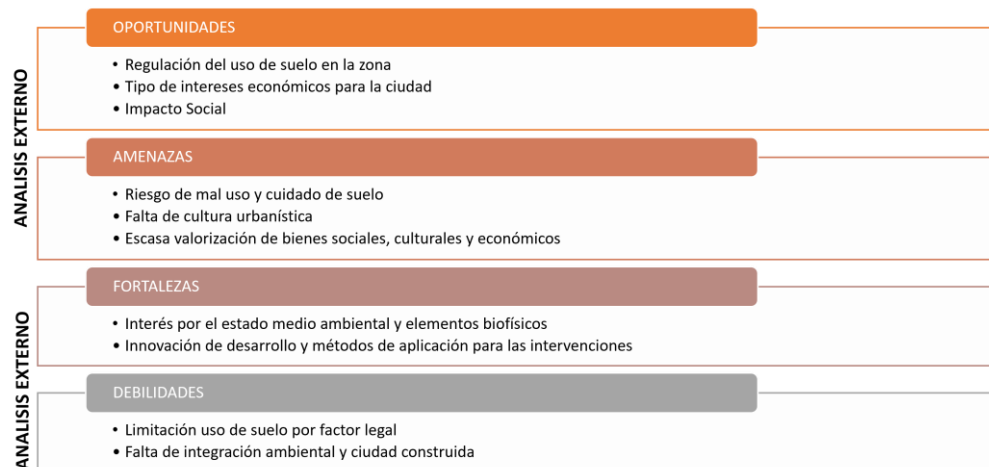 ANALISIS EXTERNO
OPORTUNIDADES
• Regulación del uso de suelo en la zona
• Tipo de intereses económicos para la ciudad
• Impacto Social
AMENAZAS
• Riesgo de mal uso y cuidado de suelo
• Falta de cultura urbanística
• Escasa valorización de bienes sociales, culturales y económicos
ANALISIS EXTERNO
FORTALEZAS
• Interés por el estado medio ambiental y elementos biofísicos
• Innovación de desarrollo y métodos de aplicación para las intervenciones
DEBILIDADES
• Limitación uso de suelo por factor legal
• Falta de integración ambiental y ciudad construida